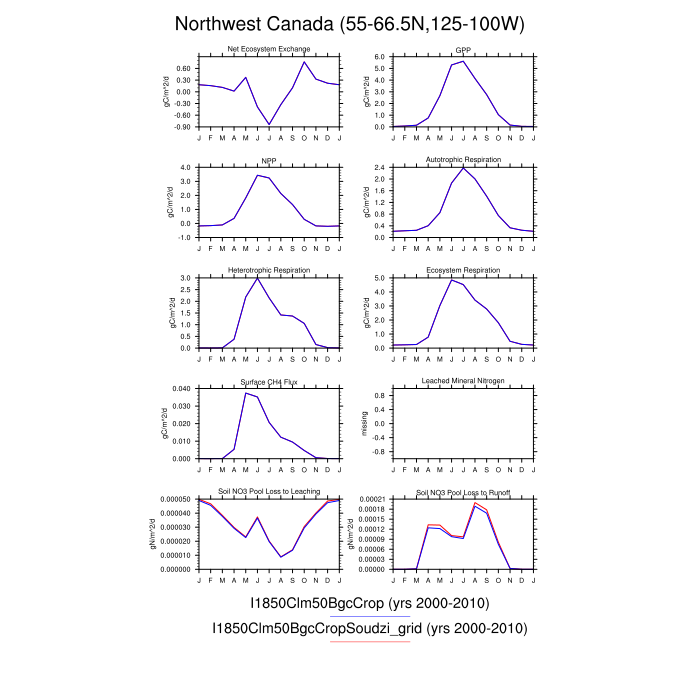 Northwest Canada (55-66.5N,125-100W)
Net Ecosystem Exchange
gC/m^2/d
0.60
0.30
0.00
-0.30
-0.60
-0.90
J F M A M J J A S O N D J
GPP
gC/m^2/d
6.0
5.0
4.0
3.0
2.0
1.0
0.0
J F M A M J J A S O N D J
NPP
gC/m^2/d
4.0
3.0
2.0
1.0
0.0
-1.0
J F M A M J J A S O N D J
Autotrophic Respiration
gC/m^2/d
2.4
2.0
1.6
1.2
0.8
0.4
0.0
J F M A M J J A S O N D J
Heterotrophic Respiration
gC/m^2/d
3.0
2.5
2.0
1.5
1.0
0.5
0.0
J F M A M J J A S O N D J
Ecosystem Respiration
gC/m^2/d
5.0
4.0
3.0
2.0
1.0
0.0
J F M A M J J A S O N D J
Surface CH4 Flux
gC/m^2/d
0.040
0.030
0.020
0.010
0.000
J F M A M J J A S O N D J
Leached Mineral Nitrogen
missing
0.8
0.4
0.0
-0.4
-0.8
J F M A M J J A S O N D J
Soil NO3 Pool Loss to Leaching
gN/m^2/d
0.000050
0.000040
0.000030
0.000020
0.000010
0.000000
J F M A M J J A S O N D J
Soil NO3 Pool Loss to Runoff
gN/m^2/d
0.00021
0.00018
0.00015
0.00012
0.00009
0.00006
0.00003
0.00000
J F M A M J J A S O N D J
I1850Clm50BgcCrop (yrs 2000-2010)
I1850Clm50BgcCropSoudzi_grid (yrs 2000-2010)